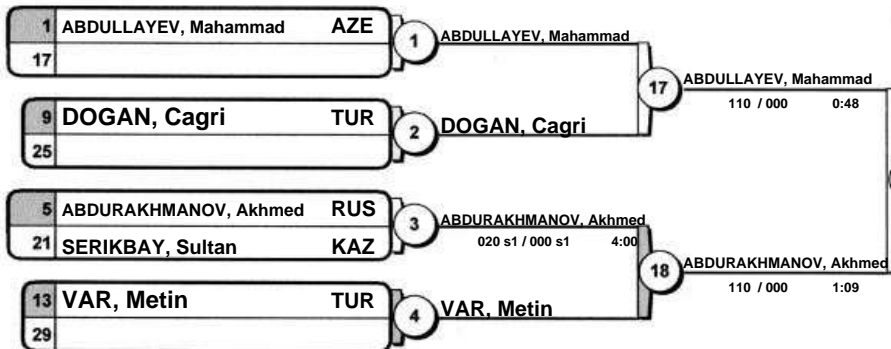 1 ABDULLAYEV, Mahammad AZE
17
1 ABDULLAYEV, Mahammad
9 DOGAN, Cagri TUR
25
2 DOGAN, Cagri
17 ABDULLAYEV, Mahammad
110 / 000 0:48
5 ABDURAKHMANOV, Akhmed RUS
21 SERIKBAY, Sultan KAZ
3 ABDURAKHMANOV, Akhmed
020 s1 / 000 s1 4:00
13 VAR, Metin TUR
29
4 VAR, Metin
18 ABDURAKHMANOV, Akhmed
110 / 000 1:09